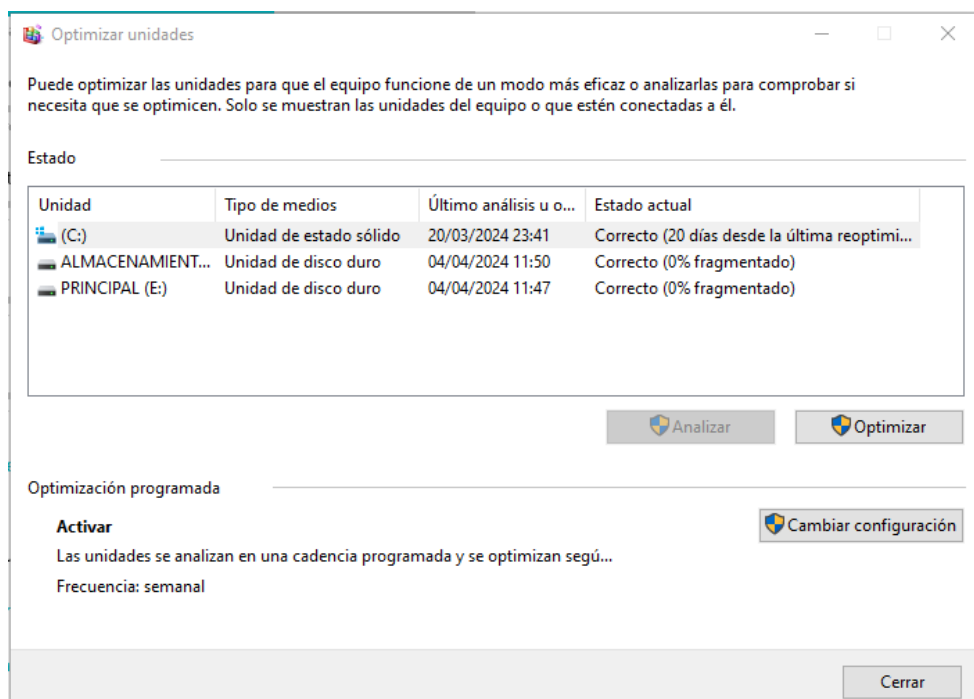 Optimizar unidades
Puede optimizar las unidades para que el equipo funcione de un modo más eficaz o analizarlas para comprobar si
necesita que se optimicen. Solo se muestran las unidades del equipo o que estén conectadas a él.
Estado
Unidad Tipo de medios Último análisis u o... Estado actual
(C:) Unidad de estado sólido 20/03/2024 23:41 Correcto (20 días desde la última reoptimi...
ALMACENAMIENT... Unidad de disco duro 04/04/2024 11:50 Correcto (0% fragmentado)
PRINCIPAL (E:) Unidad de disco duro 04/04/2024 11:47 Correcto (0% fragmentado)
Analizar Optimizar
Optimización programada
Activar Cambiar configuración
Las unidades se analizan en una cadencia programada y se optimizan segú...
Frecuencia: semanal
Cerrar